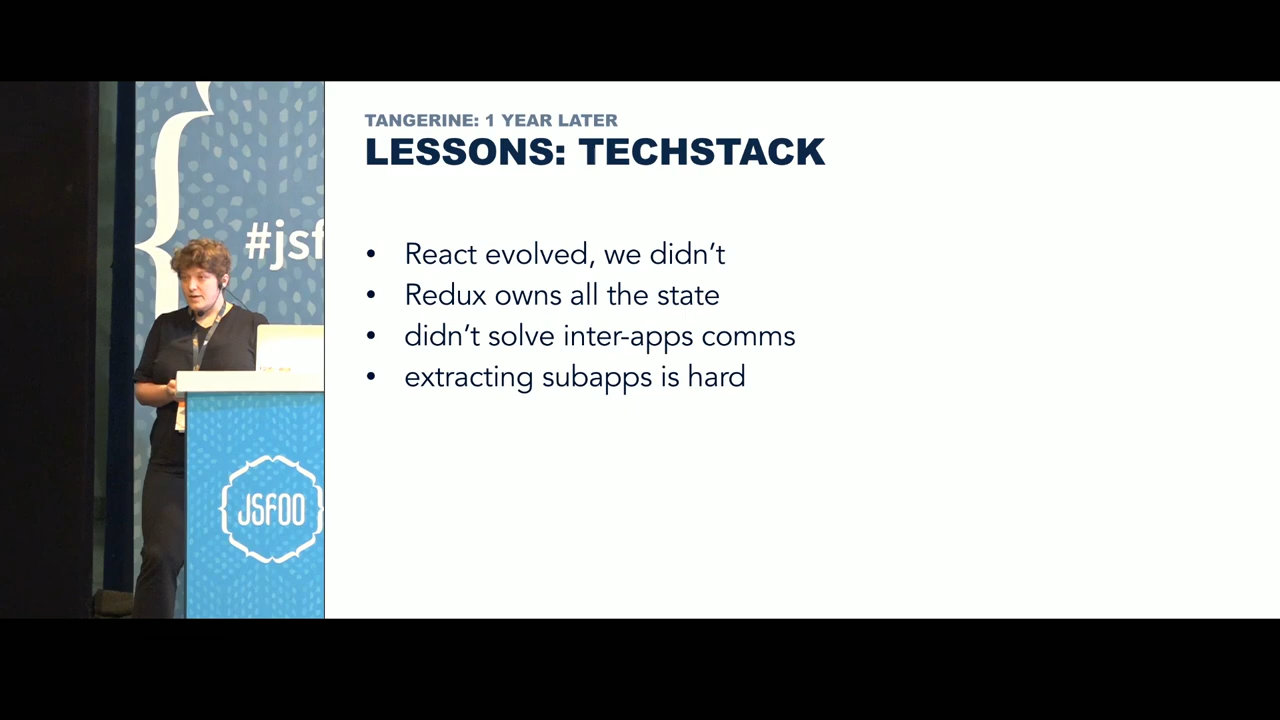 TANGERINE: 1 YEAR LATER
LESSONS: TECHSTACK
• React evolved, we didn’t
• Redux owns all the state
• didn’t solve inter-apps comms
• extracting subapps is hard
#jsf
JSFOO